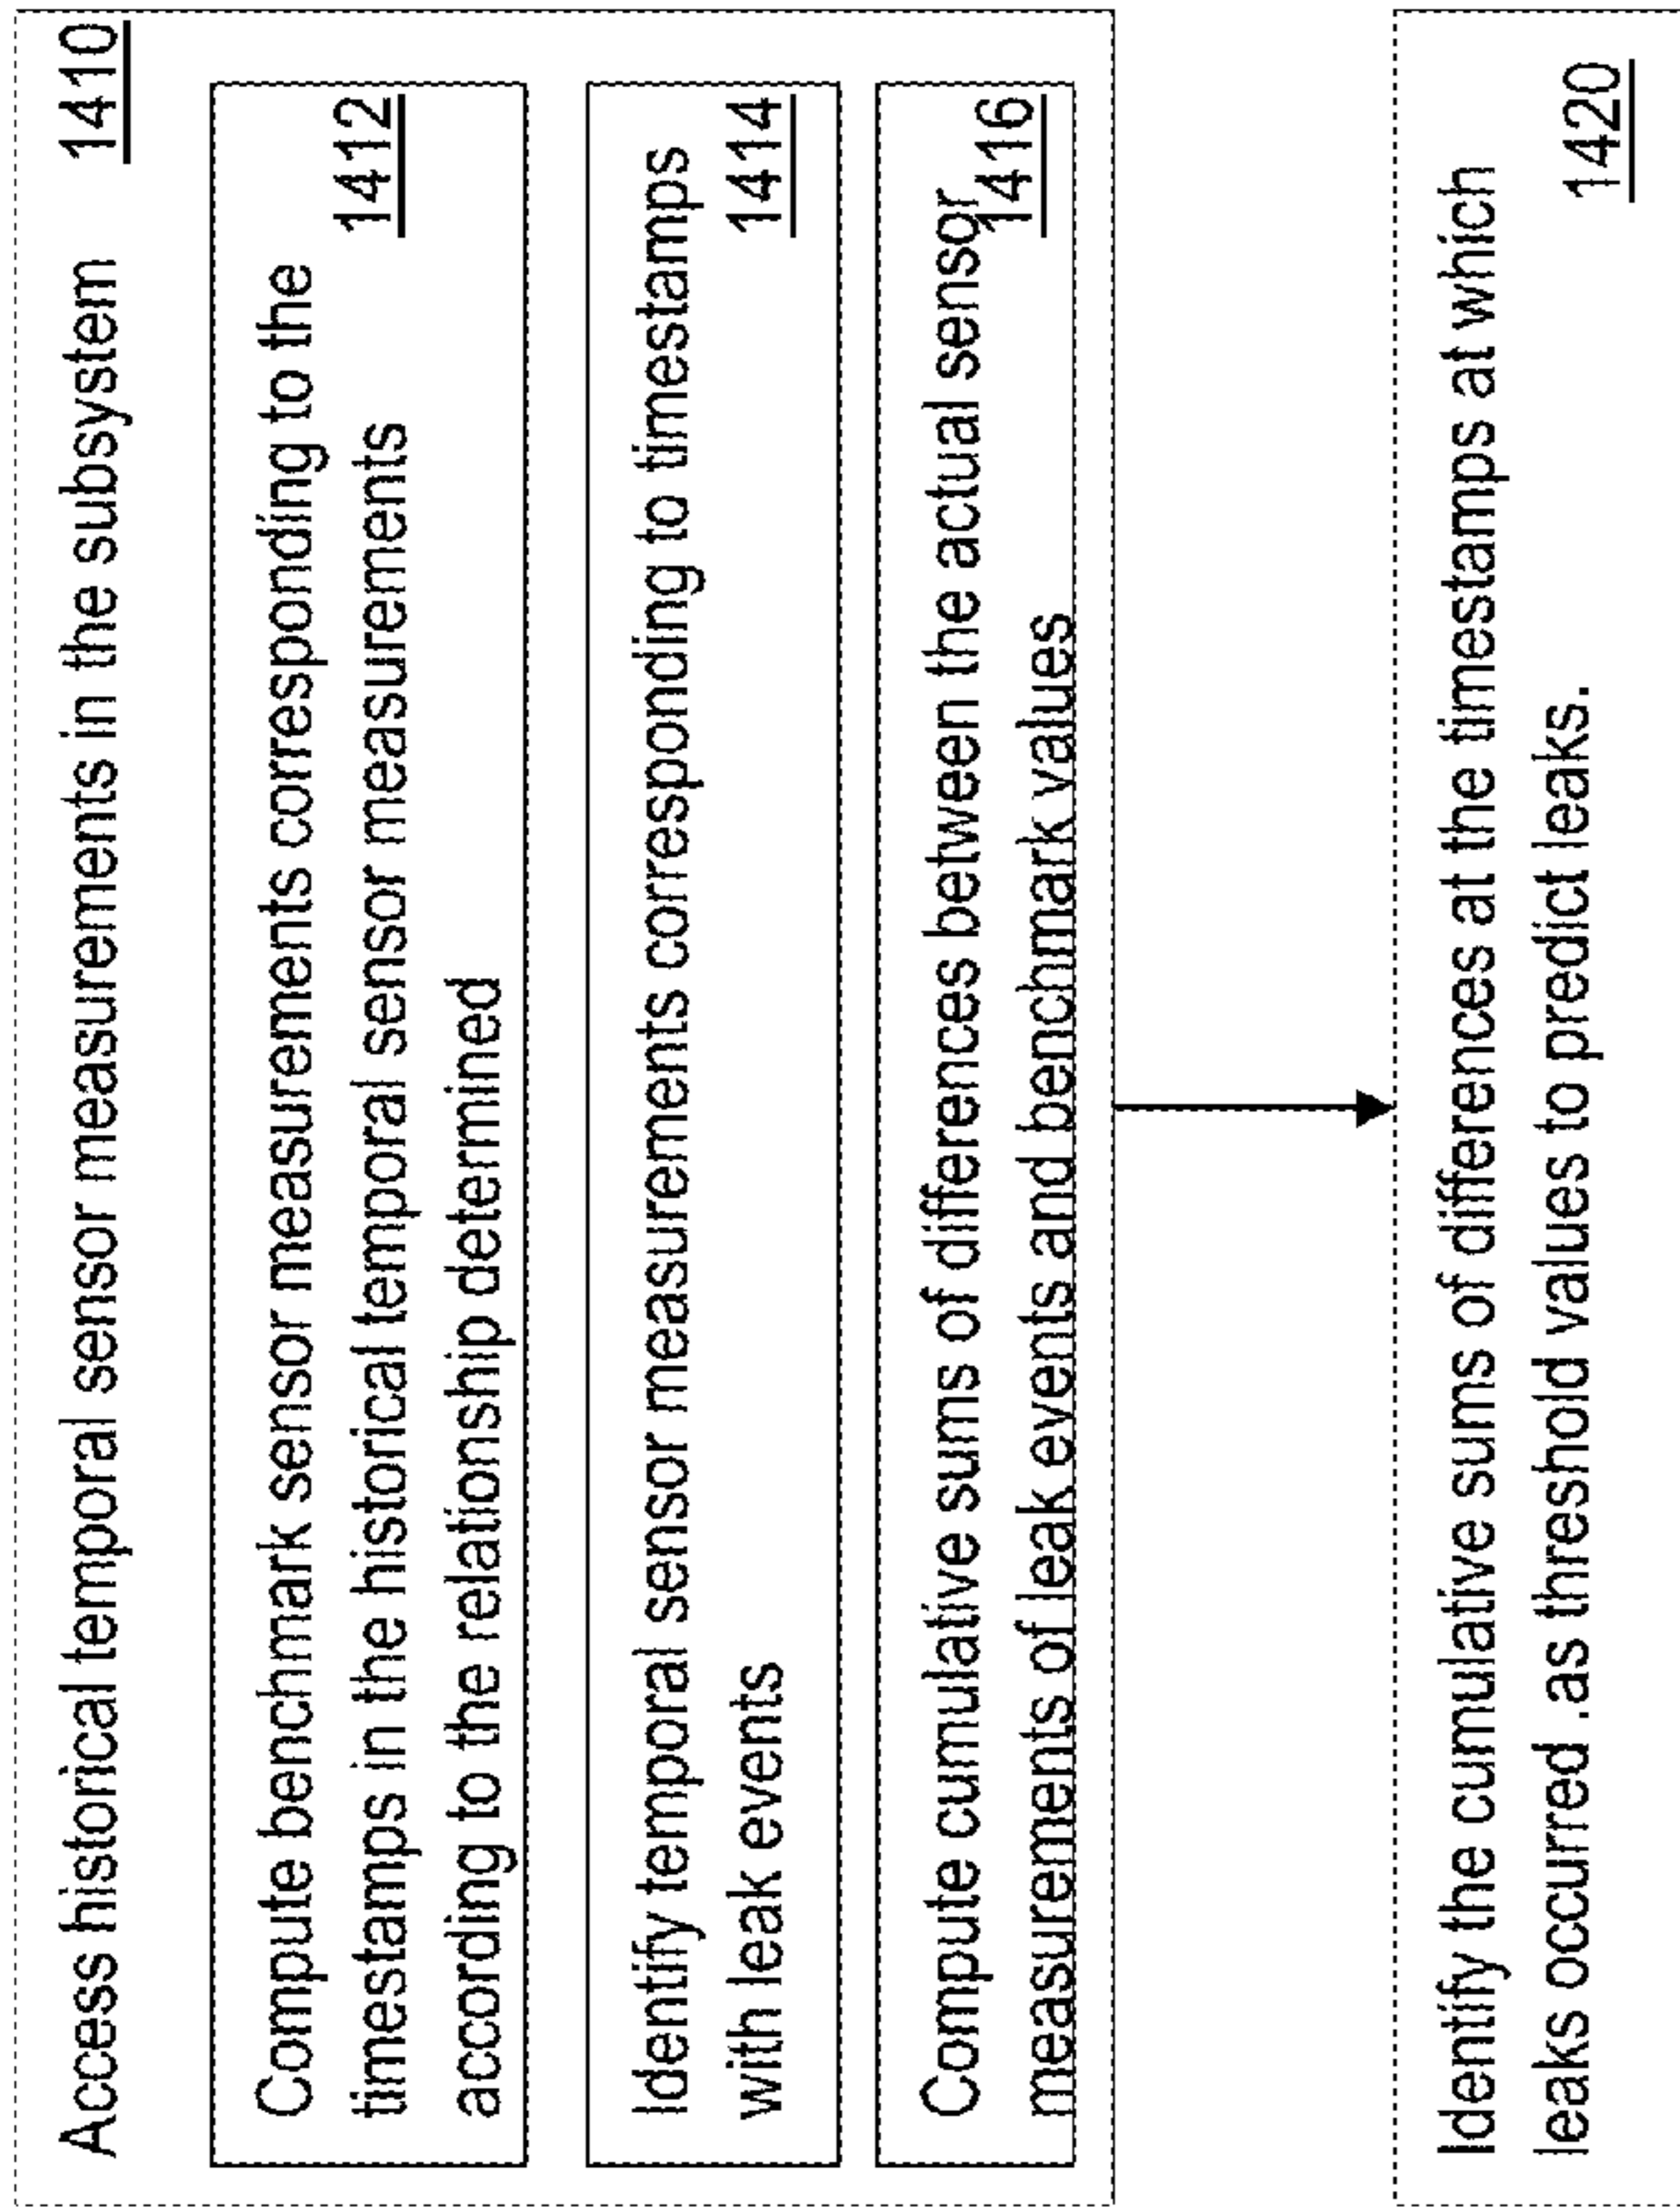 Access historical temporal sensor measurements in the subsystem 1410
Compute benchmark sensor measurements corresponding to the
timestamps in the historical temporal sensor measurements 1412
according to the relationship determined
Identify temporal sensor measurements corresponding to timestamps
with leak events 1414
Compute cumulative sums of differences between the actual sensor
measurements of leak events and benchmark values 1416
Identify the cumulative sums of differences at the timestamps at which
leaks occurred .as threshold values to predict leaks. 1420